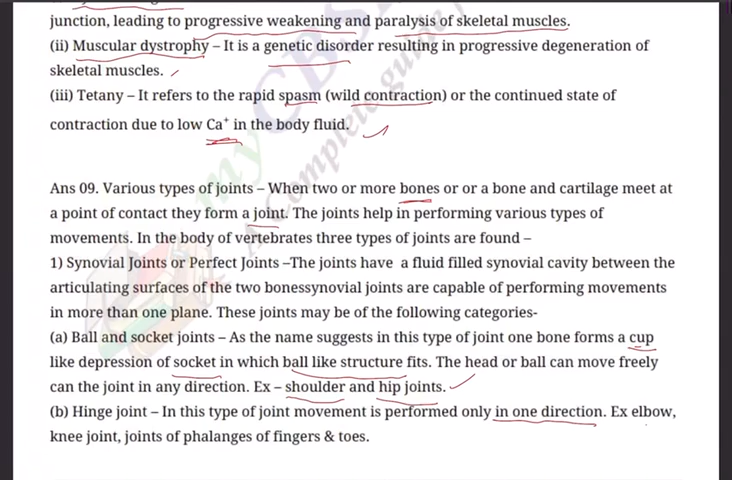 junction, leading to progressive weakening and paralysis of skeletal muscles.
(ii) Muscular dystrophy – It is a genetic disorder resulting in progressive degeneration of
skeletal muscles.
(iii) Tetany – It refers to the rapid spasm (wild contraction) or the continued state of
contraction due to low Ca⁺ in the body fluid.
Ans 09. Various types of joints – When two or more bones or or a bone and cartilage meet at
a point of contact they form a joint. The joints help in performing various types of
movements. In the body of vertebrates three types of joints are found –
1) Synovial Joints or Perfect Joints –The joints have a fluid filled synovial cavity between the
articulating surfaces of the two bonessynovial joints are capable of performing movements
in more than one plane. These joints may be of the following categories-
(a) Ball and socket joints – As the name suggests in this type of joint one bone forms a cup
like depression of socket in which ball like structure fits. The head or ball can move freely
can the joint in any direction. Ex – shoulder and hip joints.
(b) Hinge joint – In this type of joint movement is performed only in one direction. Ex elbow,
knee joint, joints of phalanges of fingers & toes.